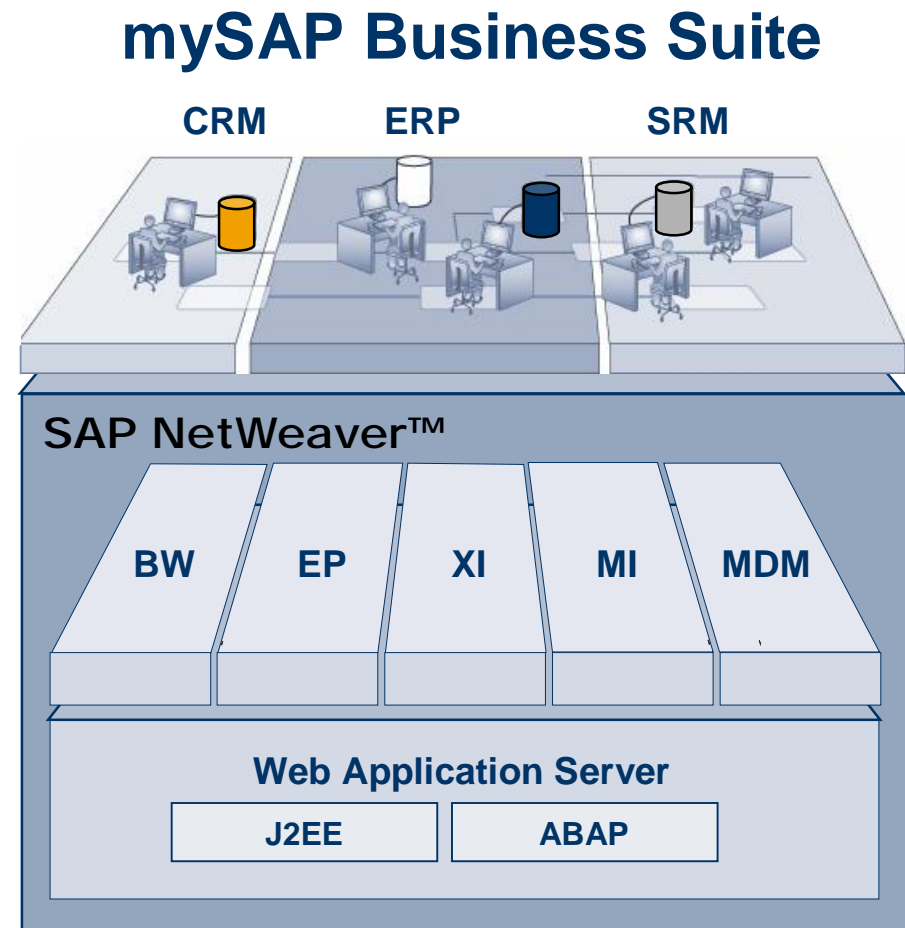 mySAP Business Suite
CRM ERP SRM
SAP NetWeaver™
BW EP XI MI MDM
Web Application Server
J2EE ABAP